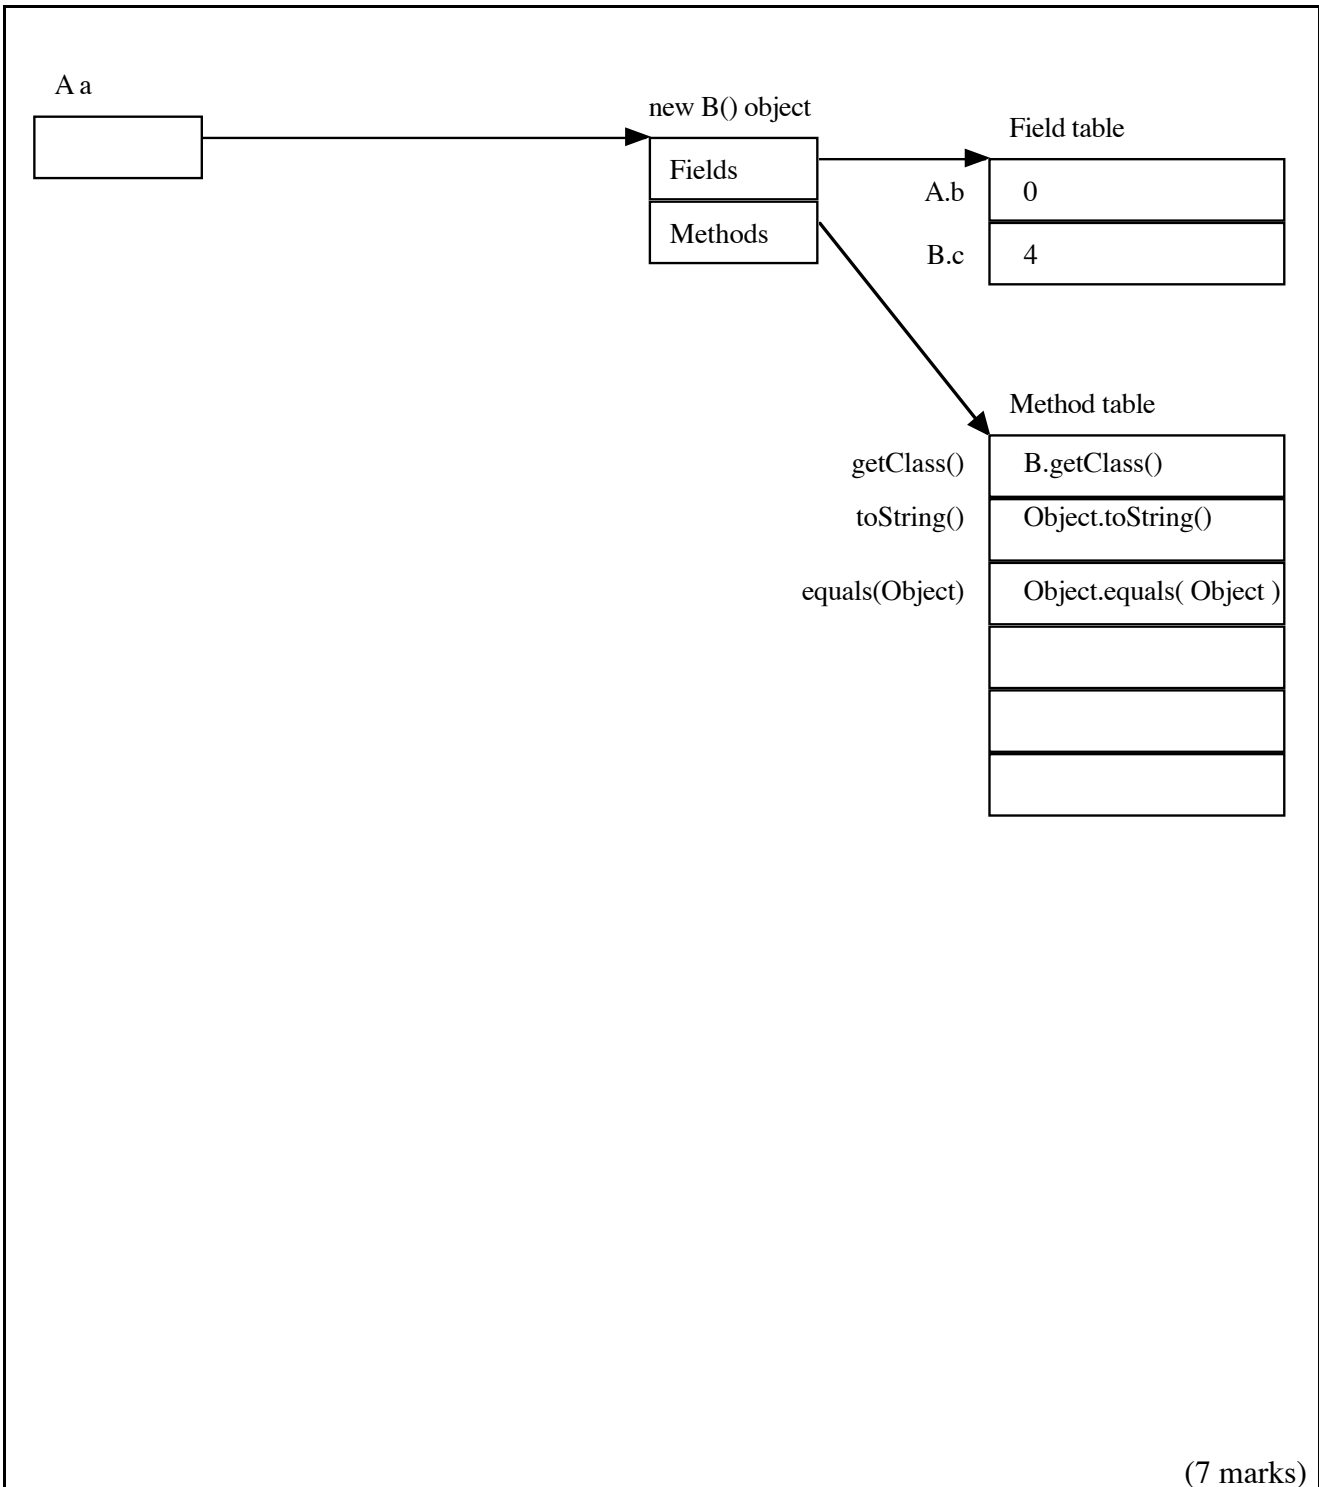 A a
new B() object
Field table
Fields
A.b 0
Methods
B.c 4
Method table
getClass() B.getClass()
toString() Object.toString()
equals(Object) Object.equals( Object )
(7 marks)